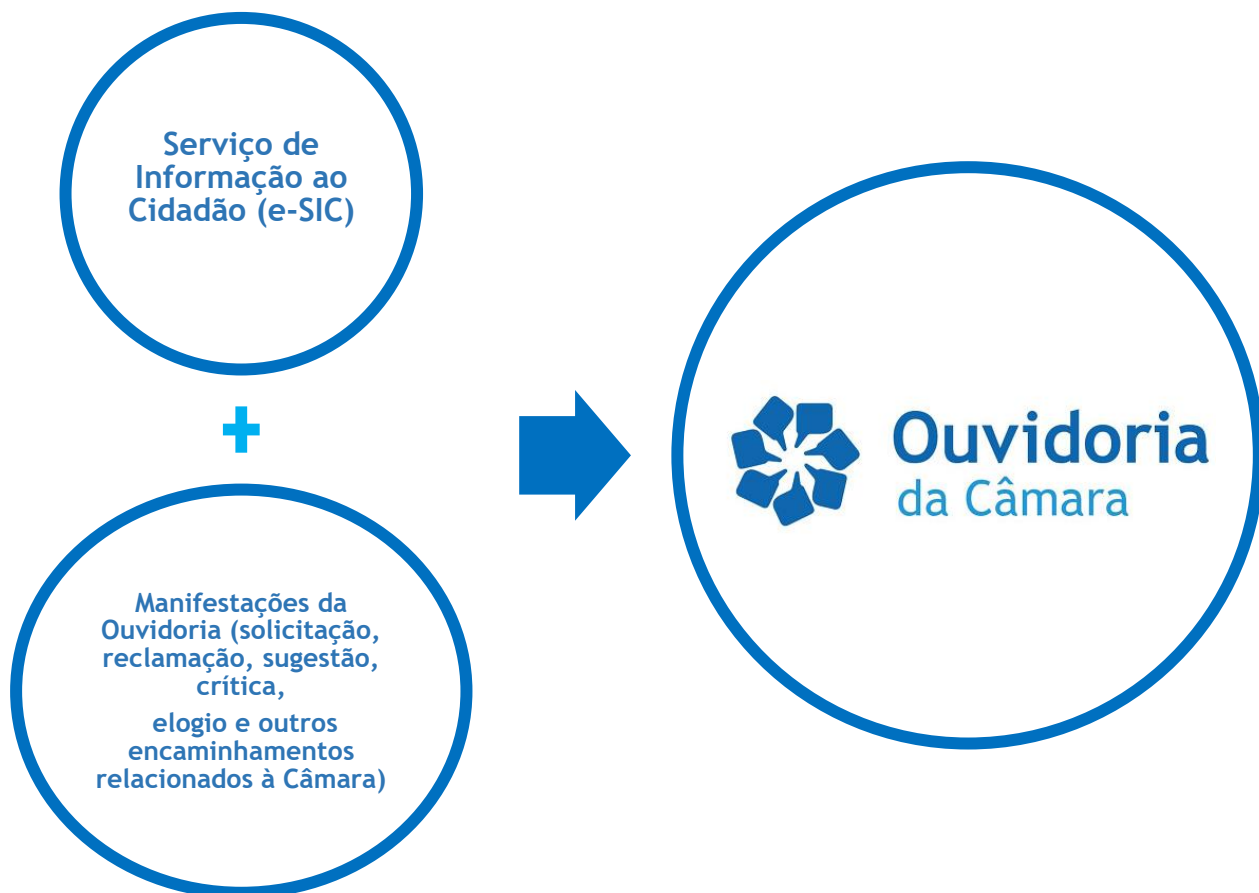 Serviço de
Informação ao
Cidadão (e-SIC)
+
Manifestações da
Ouvidoria (solicitação,
reclamação, sugestão,
crítica,
elogio e outros
encaminhamentos
relacionados à Câmara)
Ouvidoria
da Câmara